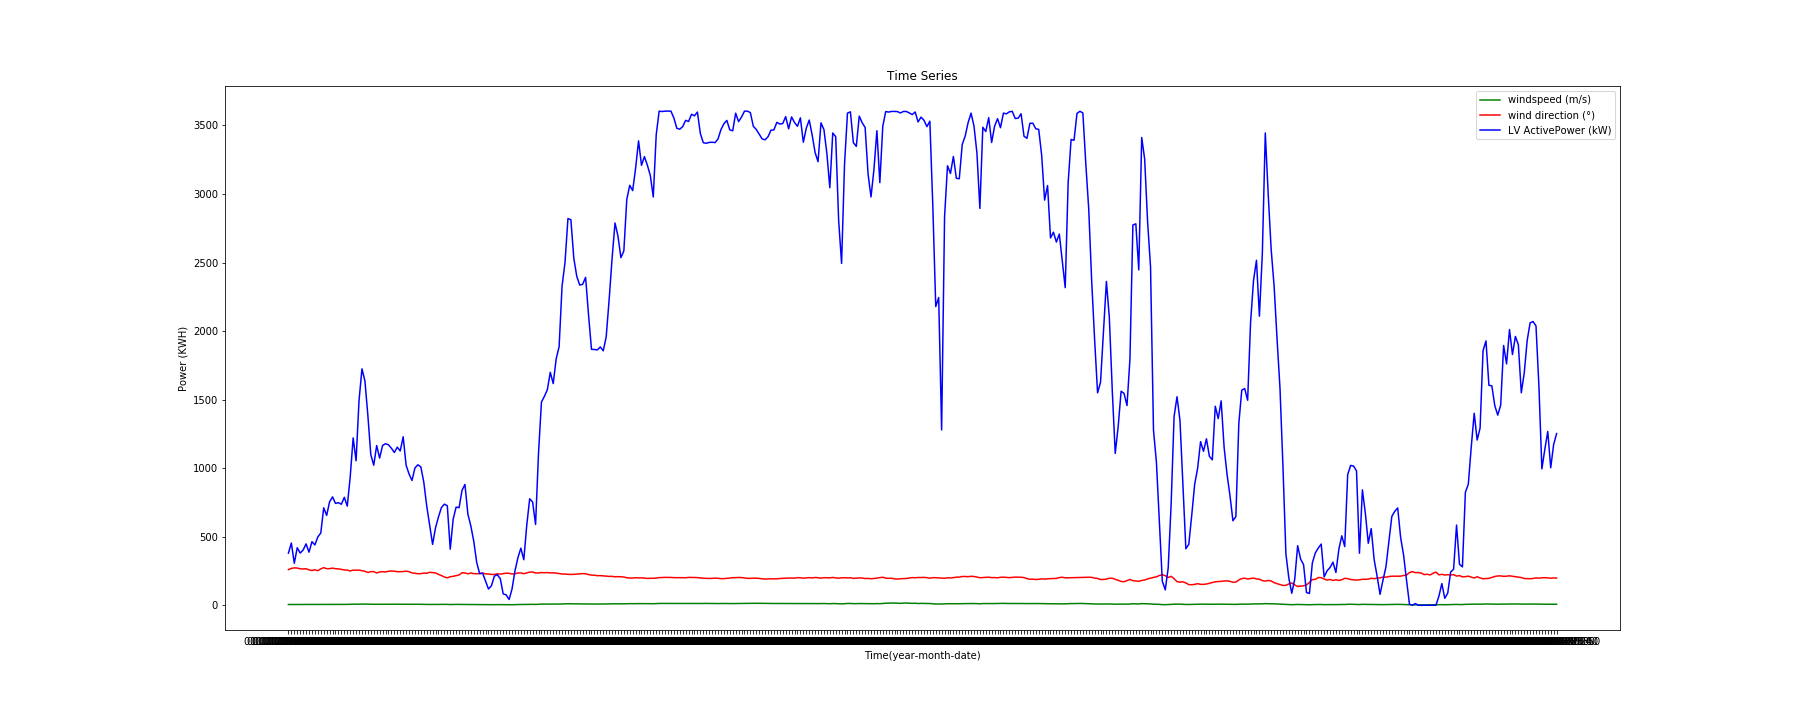 Time Series
windspeed (m/s)
wind direction (°)
LV ActivePower (kW)
3500
3000
2500
2000
1500
1000
500
0
Power (KWH)
Time(year-month-date)